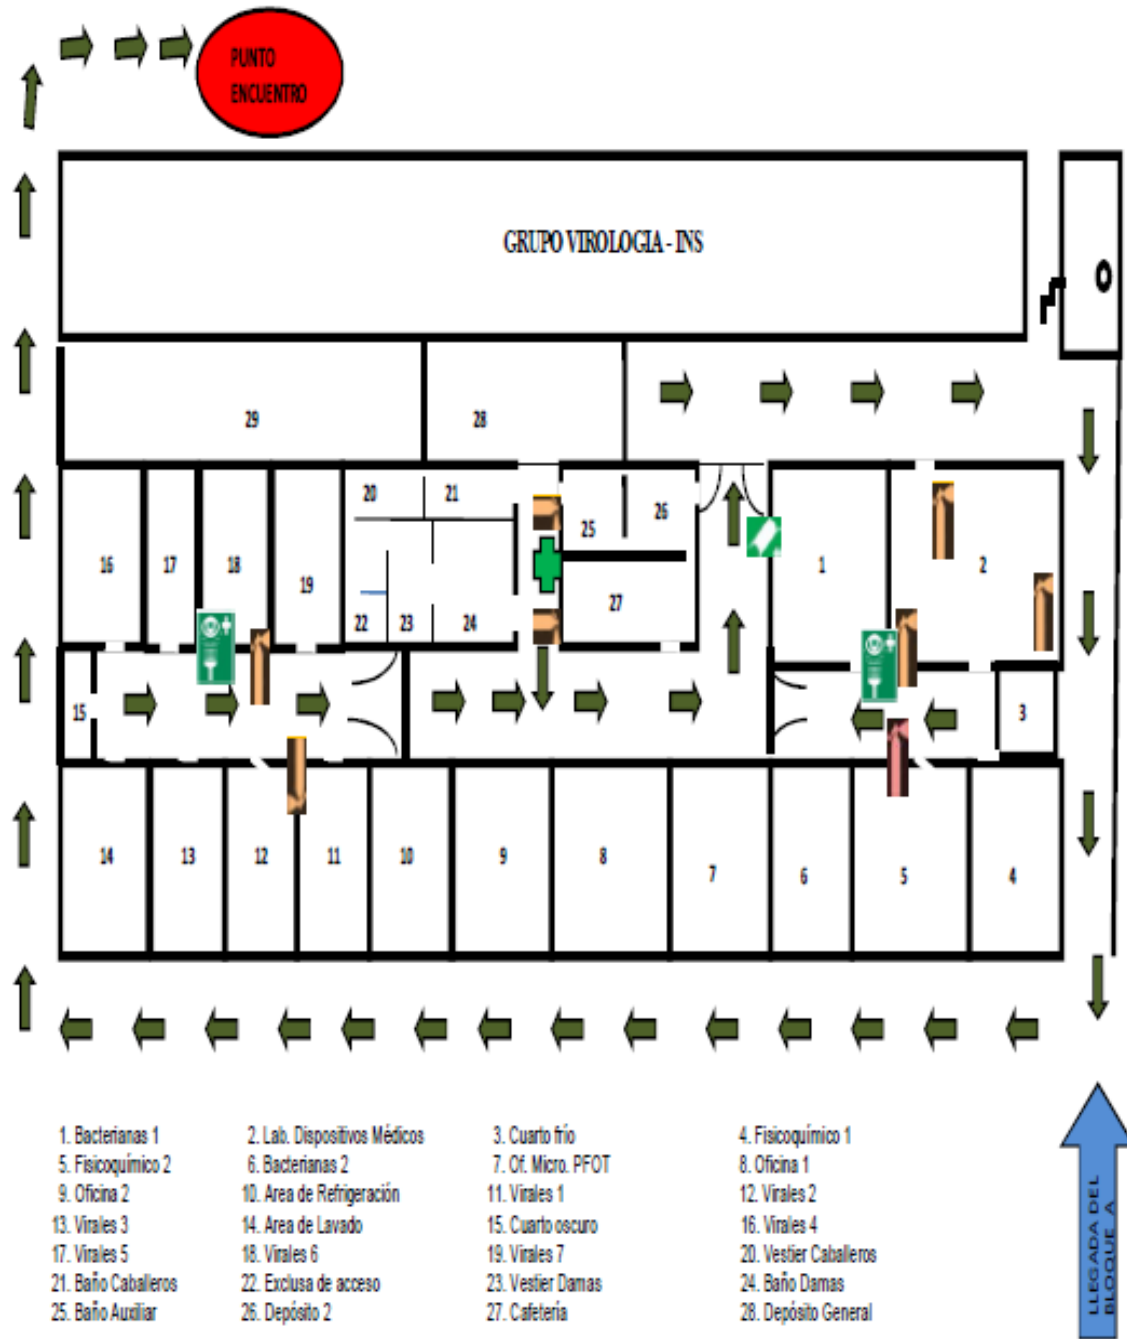 PUNTO
ENCUENTRO
GRUPO VIROLOGIA - INS
29
28
20
21
25
26
16
17
18
19
1
2
27
22
23
24
15
3
14
13
12
11
10
9
8
7
6
5
4
1. Bacterianas 1
2. Lab. Dispositivos Médicos
3. Cuarto frío
4. Fisicoquímico 1
5. Fisicoquímico 2
6. Bacterianas 2
7. Of. Micro. PFOT
8. Oficina 1
9. Oficina 2
10. Area de Refrigeración
11. Virales 1
12. Virales 2
13. Virales 3
14. Area de Lavado
15. Cuarto oscuro
16. Virales 4
17. Virales 5
18. Virales 6
19. Virales 7
20. Vestier Caballeros
21. Baño Caballeros
22. Exclusa de acceso
23. Vestier Damas
24. Baño Damas
25. Baño Auxiliar
26. Depósito 2
27. Cafetería
28. Depósito General
LLEGADA DEL
BLOQUE A